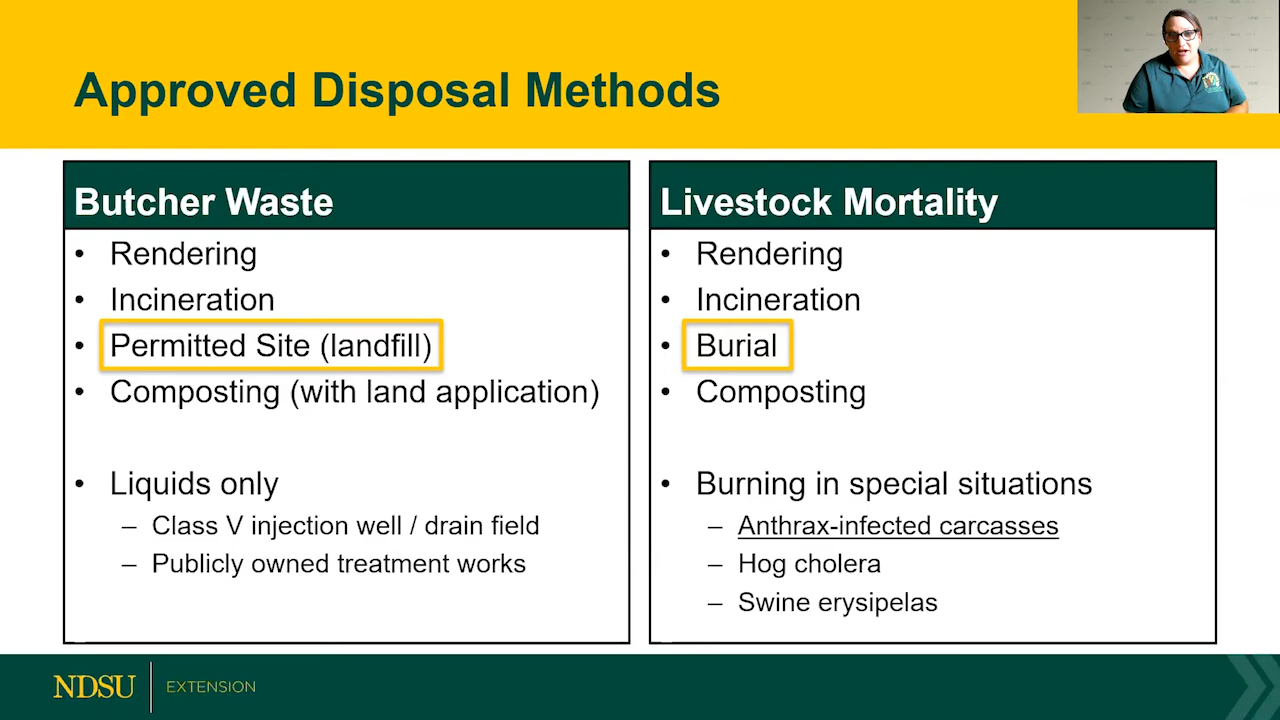 Approved Disposal Methods
Butcher Waste
• Rendering
• Incineration
• Permitted Site (landfill)
• Composting (with land application)
• Liquids only
– Class V injection well / drain field
– Publicly owned treatment works
Livestock Mortality
• Rendering
• Incineration
• Burial
• Composting
• Burning in special situations
– Anthrax-infected carcasses
– Hog cholera
– Swine erysipelas
NDSU EXTENSION